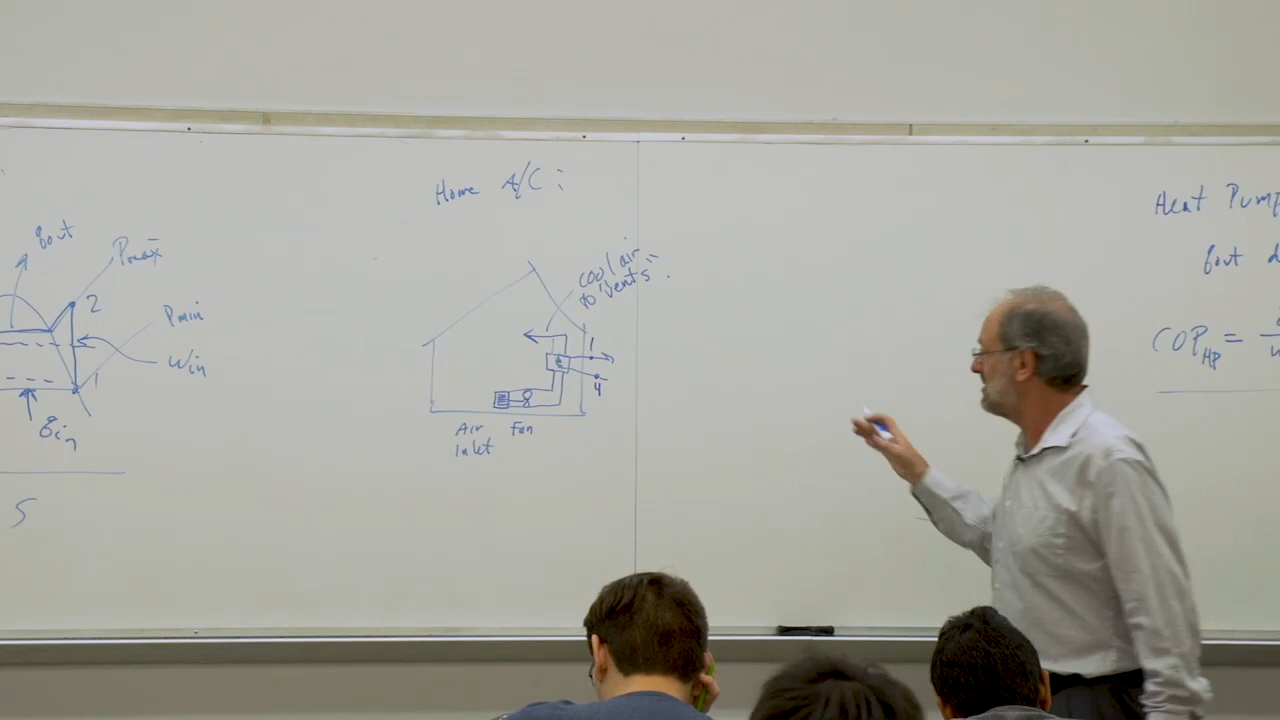 qout
Pmax
2
Pmin
Win
1
qin
S
Home A/C:
"cool air
to vents"
1
4
Air
Inlet
Fan
Heat Pump
qout
COP HP =